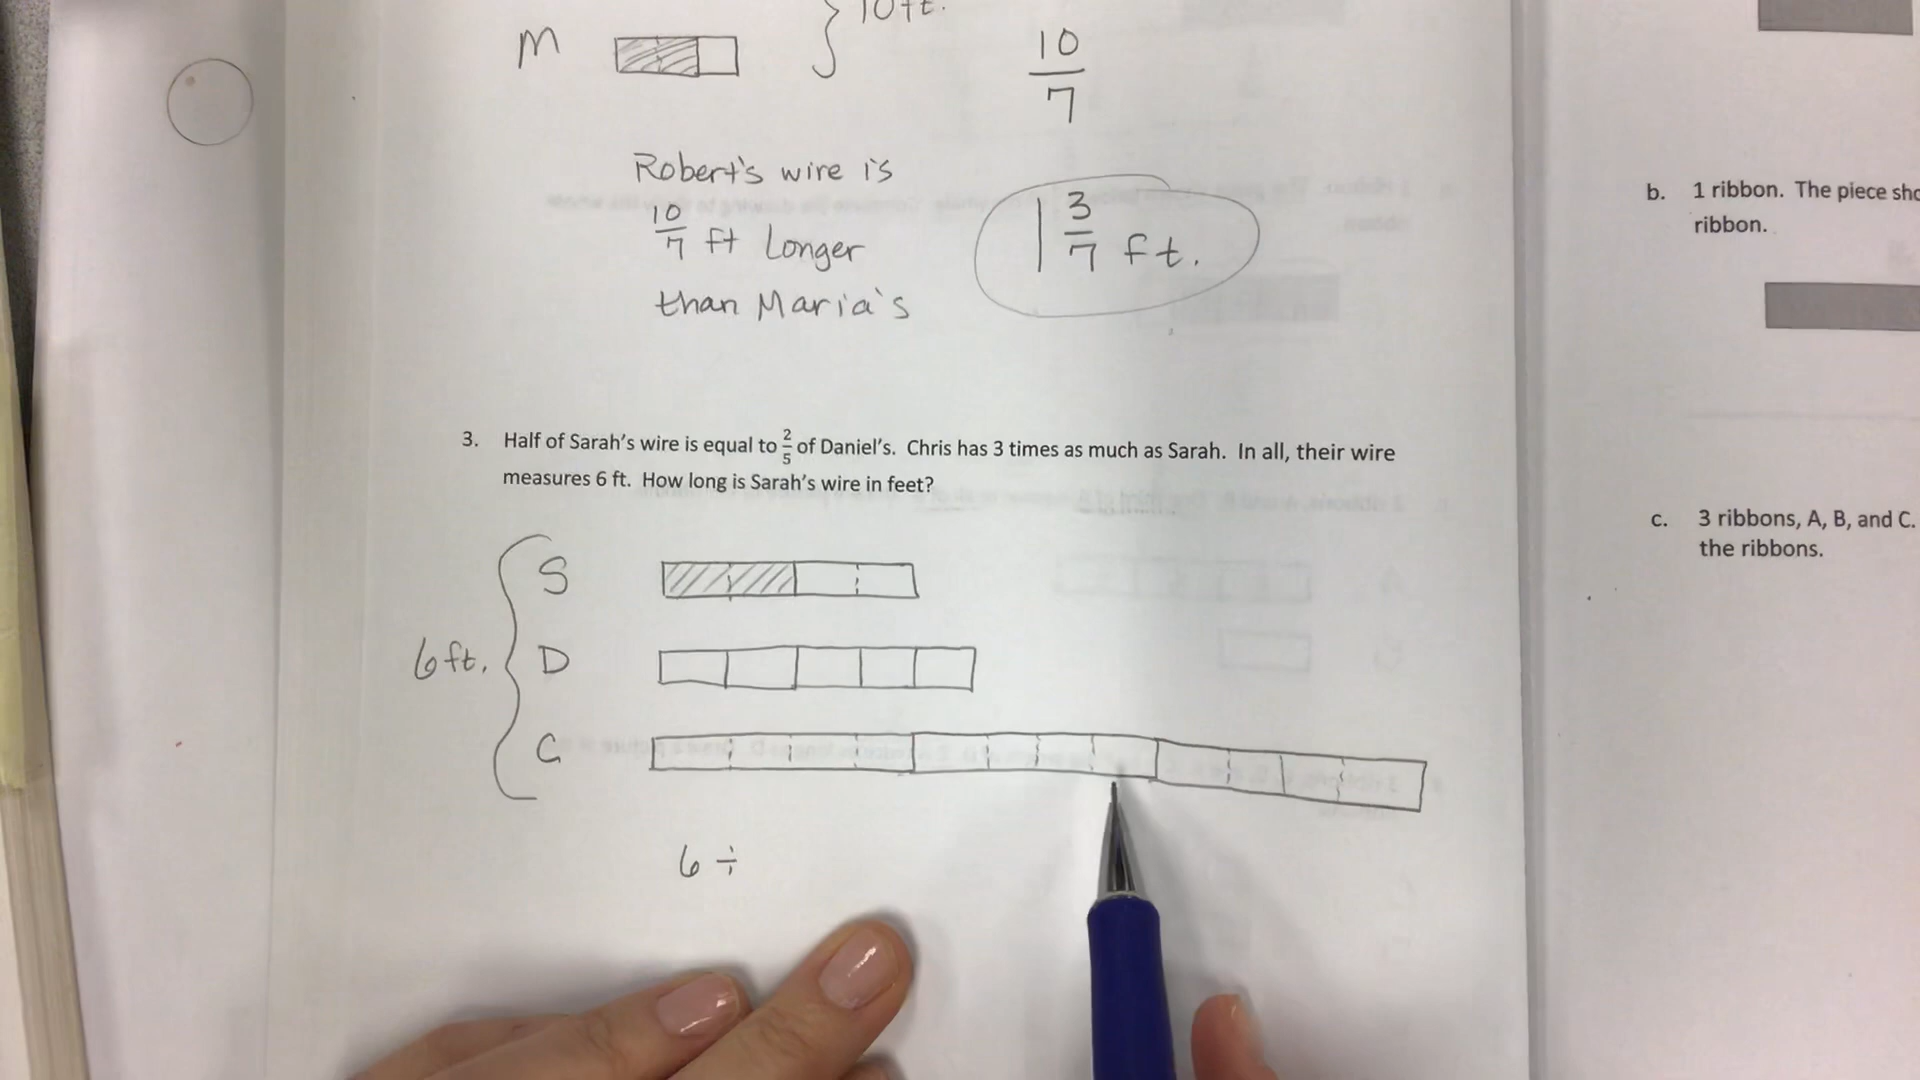 10ft.
M
10
7
Robert's wire is
10
7 ft Longer
than Maria's
1 3
7 ft.
3. Half of Sarah's wire is equal to 2/5 of Daniel's. Chris has 3 times as much as Sarah. In all, their wire
measures 6 ft. How long is Sarah's wire in feet?
6ft.
S
D
C
6 ÷
b. 1 ribbon. The piece
ribbon.
c. 3 ribbons, A, B, and C.
the ribbons.